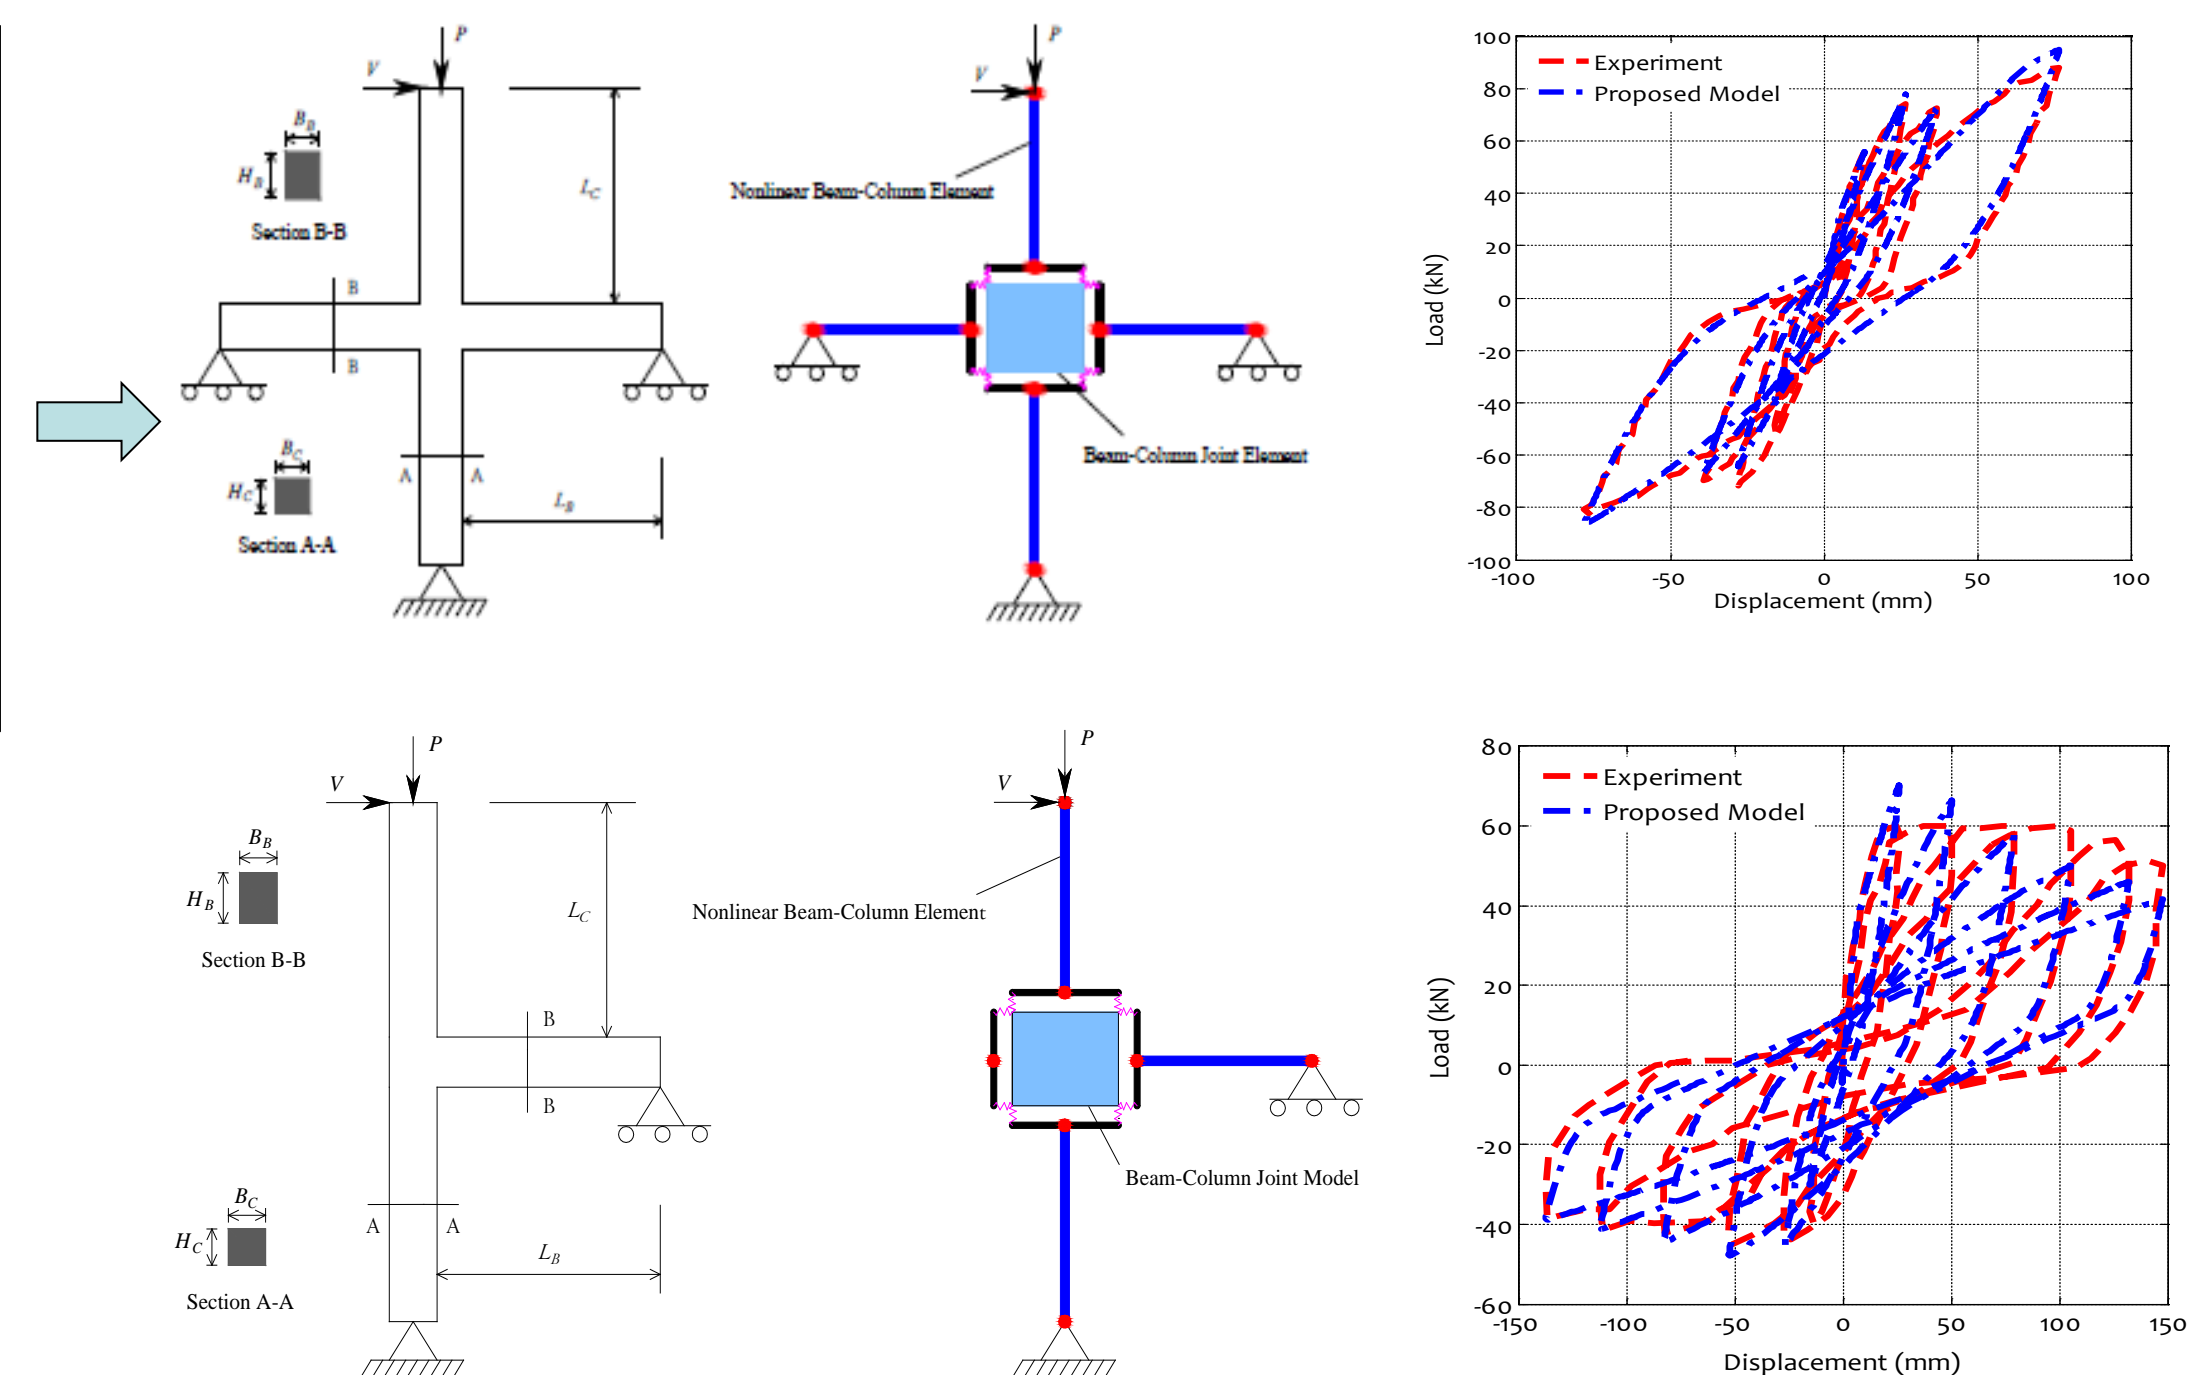 P
V
B_B
H_B
Section B-B
L_C
B
B
A
A
B_C
H_C
Section A-A
L_B
P
V
Nonlinear Beam-Column Element
Beam-Column Joint Element
Experiment
Proposed Model
100
80
60
40
20
0
-20
-40
-60
-80
-100
-100 -50 0 50 100
Load (kN)
Displacement (mm)
P
V
B_B
H_B
Section B-B
L_C
B
B
A
A
B_C
H_C
Section A-A
L_B
P
V
Nonlinear Beam-Column Element
Beam-Column Joint Model
Experiment
Proposed Model
80
60
40
20
0
-20
-40
-60
-150 -100 -50 0 50 100 150
Load (kN)
Displacement (mm)